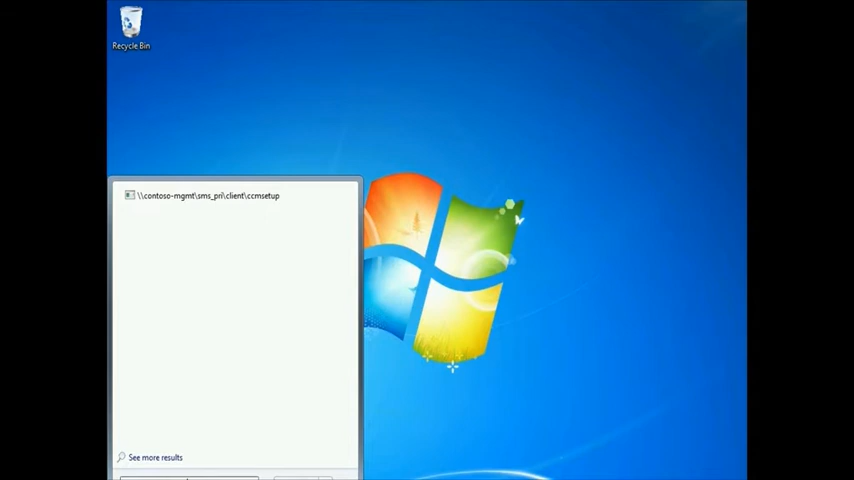 Recycle Bin
\\contoso-mgmt\sms_pri\client\ccmsetup
See more results